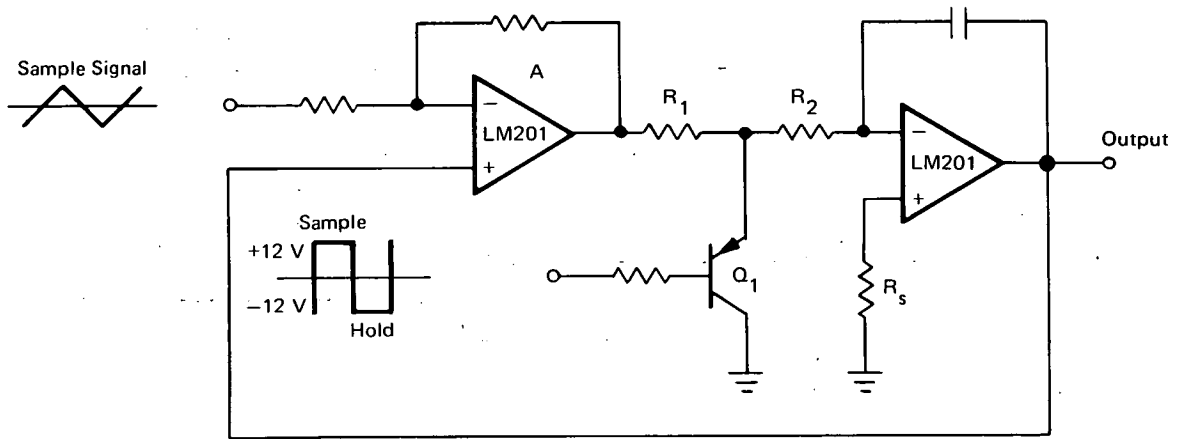 Sample Signal
A
−
LM201
+
R1
R2
−
LM201
+
Output
Sample
+12 V
−12 V
Hold
Q1
Rs